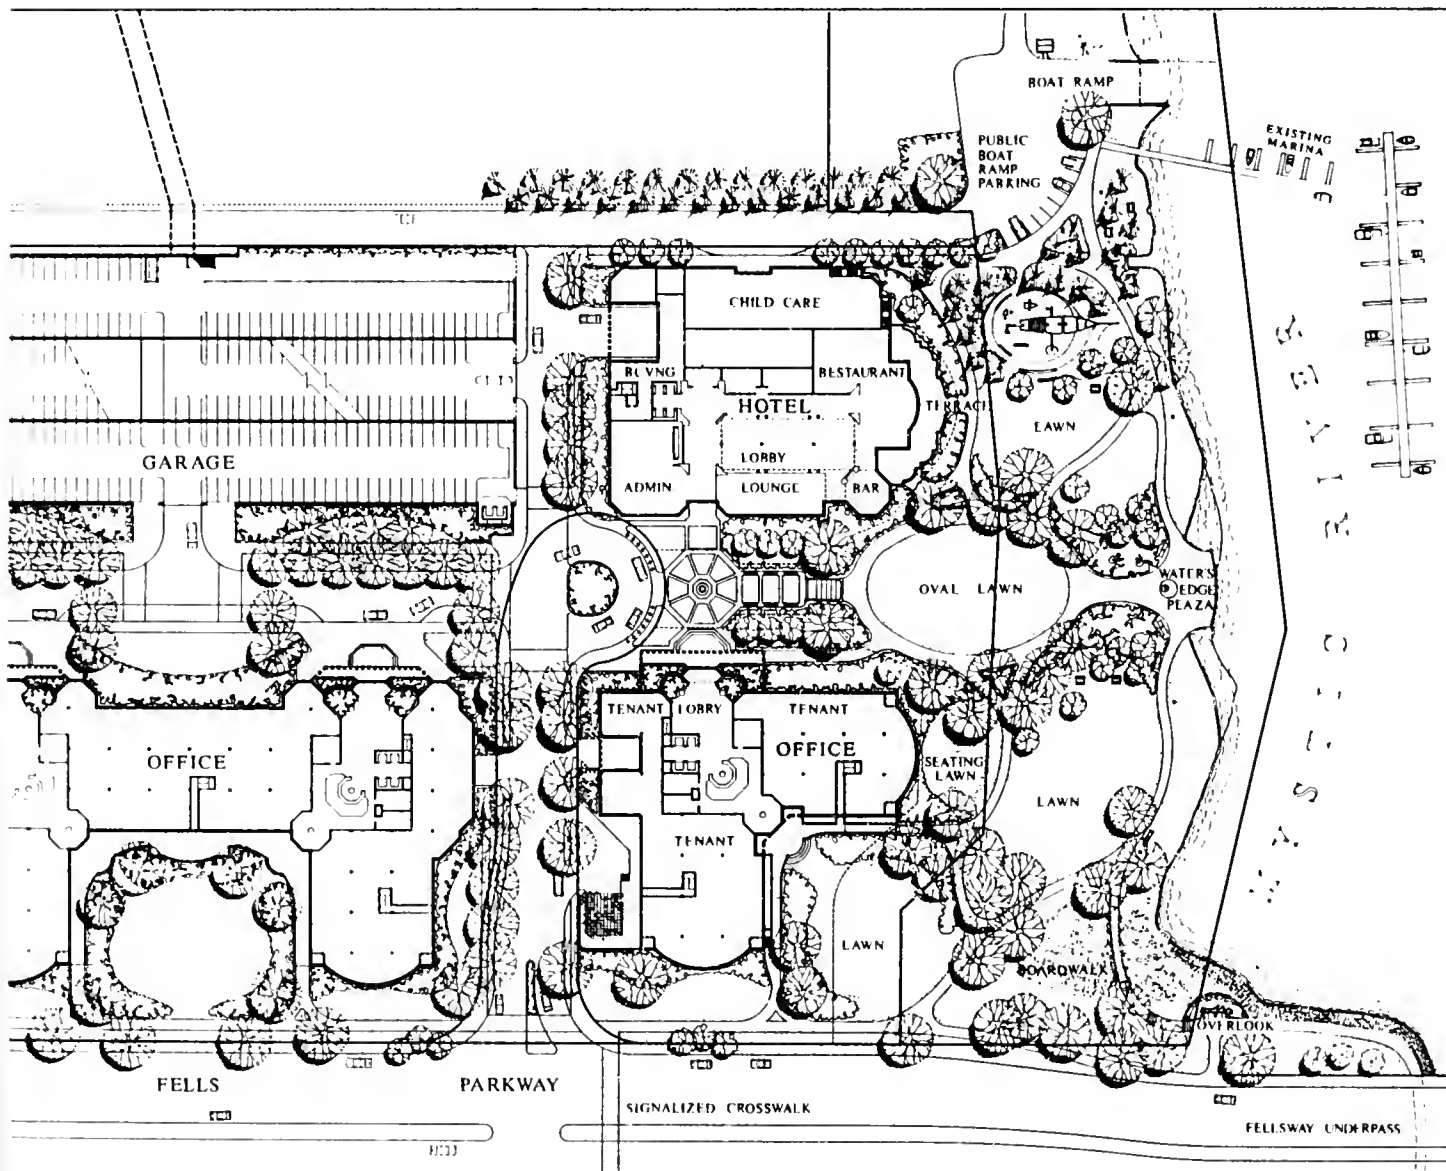 BOAT RAMP
EXISTING
MARINA
PUBLIC
BOAT
RAMP
PARKING
CHILD CARE
RESTAURANT
HOTEL
TERRACE
LAWN
GARAGE
LOBBY
ADMIN
LOUNGE
BAR
OVAL LAWN
WATER'S
EDGE
PLAZA
MYSTIC RIVER
TENANT
LOBBY
TENANT
OFFICE
OFFICE
SEATING
LAWN
LAWN
TENANT
LAWN
BOARDWALK
OVERLOOK
FELLS PARKWAY
SIGNALIZED CROSSWALK
FELLSWAY UNDERPASS